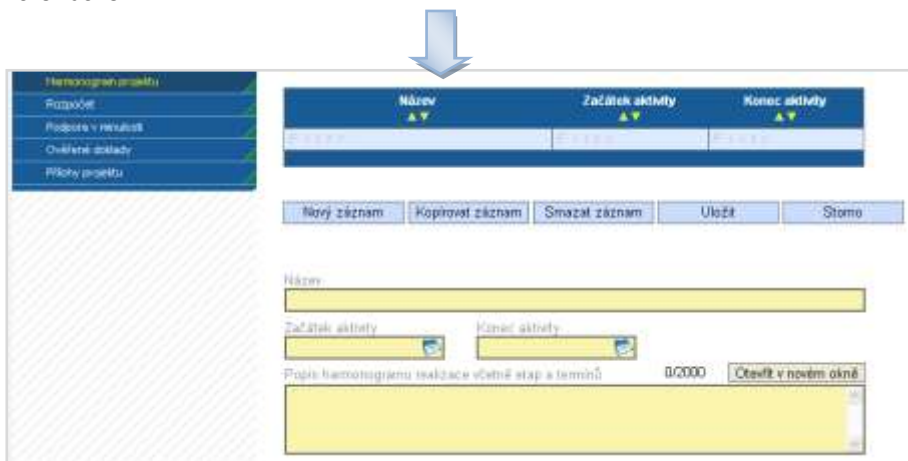 Harmonogram projektu
Rozpočet
Podpora v minulosti
Ověřené doklady
Přílohy projektu
Název Začátek aktivity Konec aktivity
Nový záznam Kopírovat záznam Smazat záznam Uložit Storno
Název
Začátek aktivity Konec aktivity
Popis harmonogramu realizace včetně etap a termínů 0/2000 Otevřít v novém okně